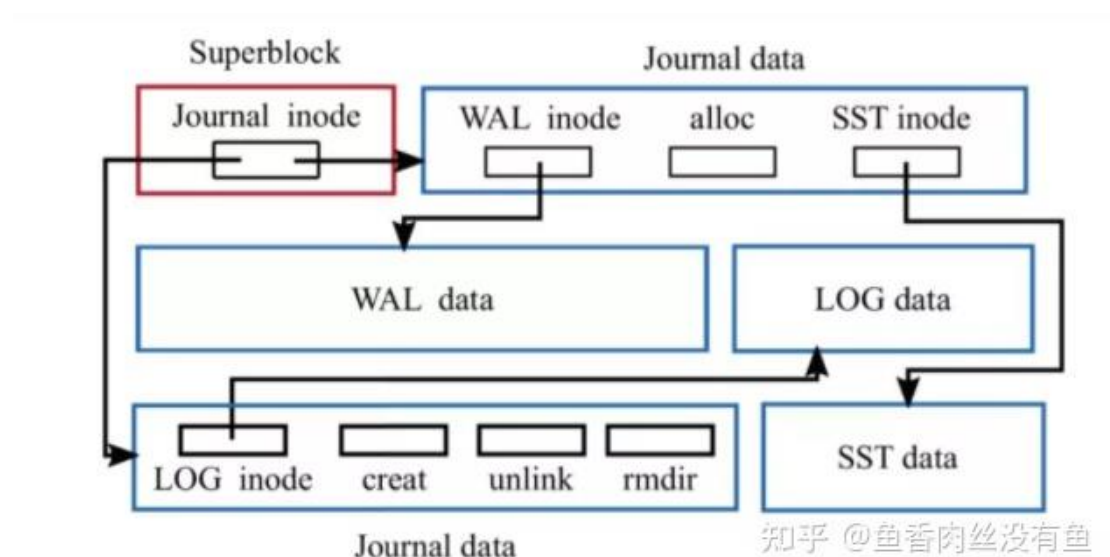 Superblock
Journal data
Journal inode
WAL inode
alloc
SST inode
WAL data
LOG data
LOG inode
creat
unlink
rmdir
SST data
Journal data
知乎 @鱼香肉丝没有鱼